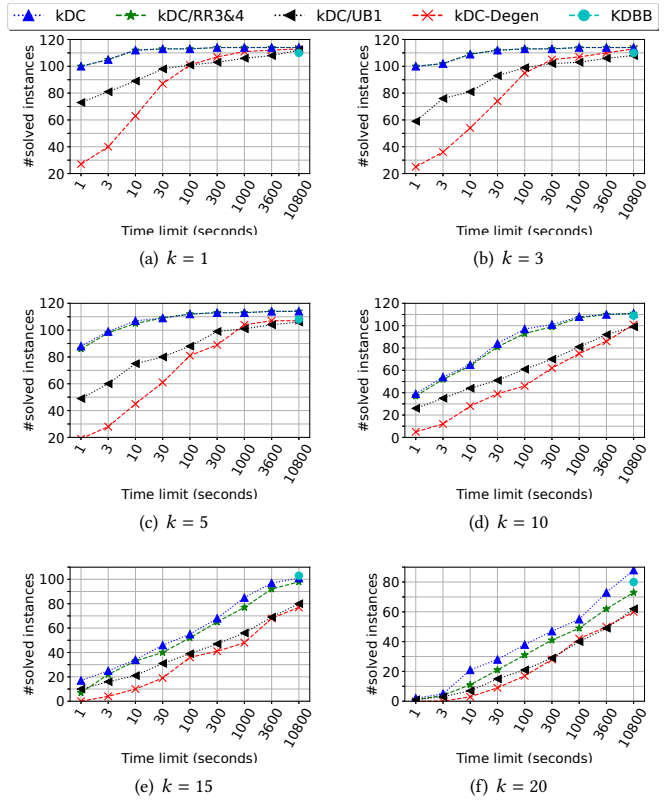 kDC kDC/RR3&4 kDC/UB1 kDC-Degen KDBB
#solved instances
120
100
80
60
40
20
1 3 10 30 100 300 1000 3600 10800
Time limit (seconds)
(a) k = 1
#solved instances
120
100
80
60
40
20
1 3 10 30 100 300 1000 3600 10800
Time limit (seconds)
(b) k = 3
#solved instances
120
100
80
60
40
20
1 3 10 30 100 300 1000 3600 10800
Time limit (seconds)
(c) k = 5
#solved instances
120
100
80
60
40
20
0
1 3 10 30 100 300 1000 3600 10800
Time limit (seconds)
(d) k = 10
#solved instances
100
80
60
40
20
0
1 3 10 30 100 300 1000 3600 10800
Time limit (seconds)
(e) k = 15
#solved instances
80
60
40
20
0
1 3 10 30 100 300 1000 3600 10800
Time limit (seconds)
(f) k = 20